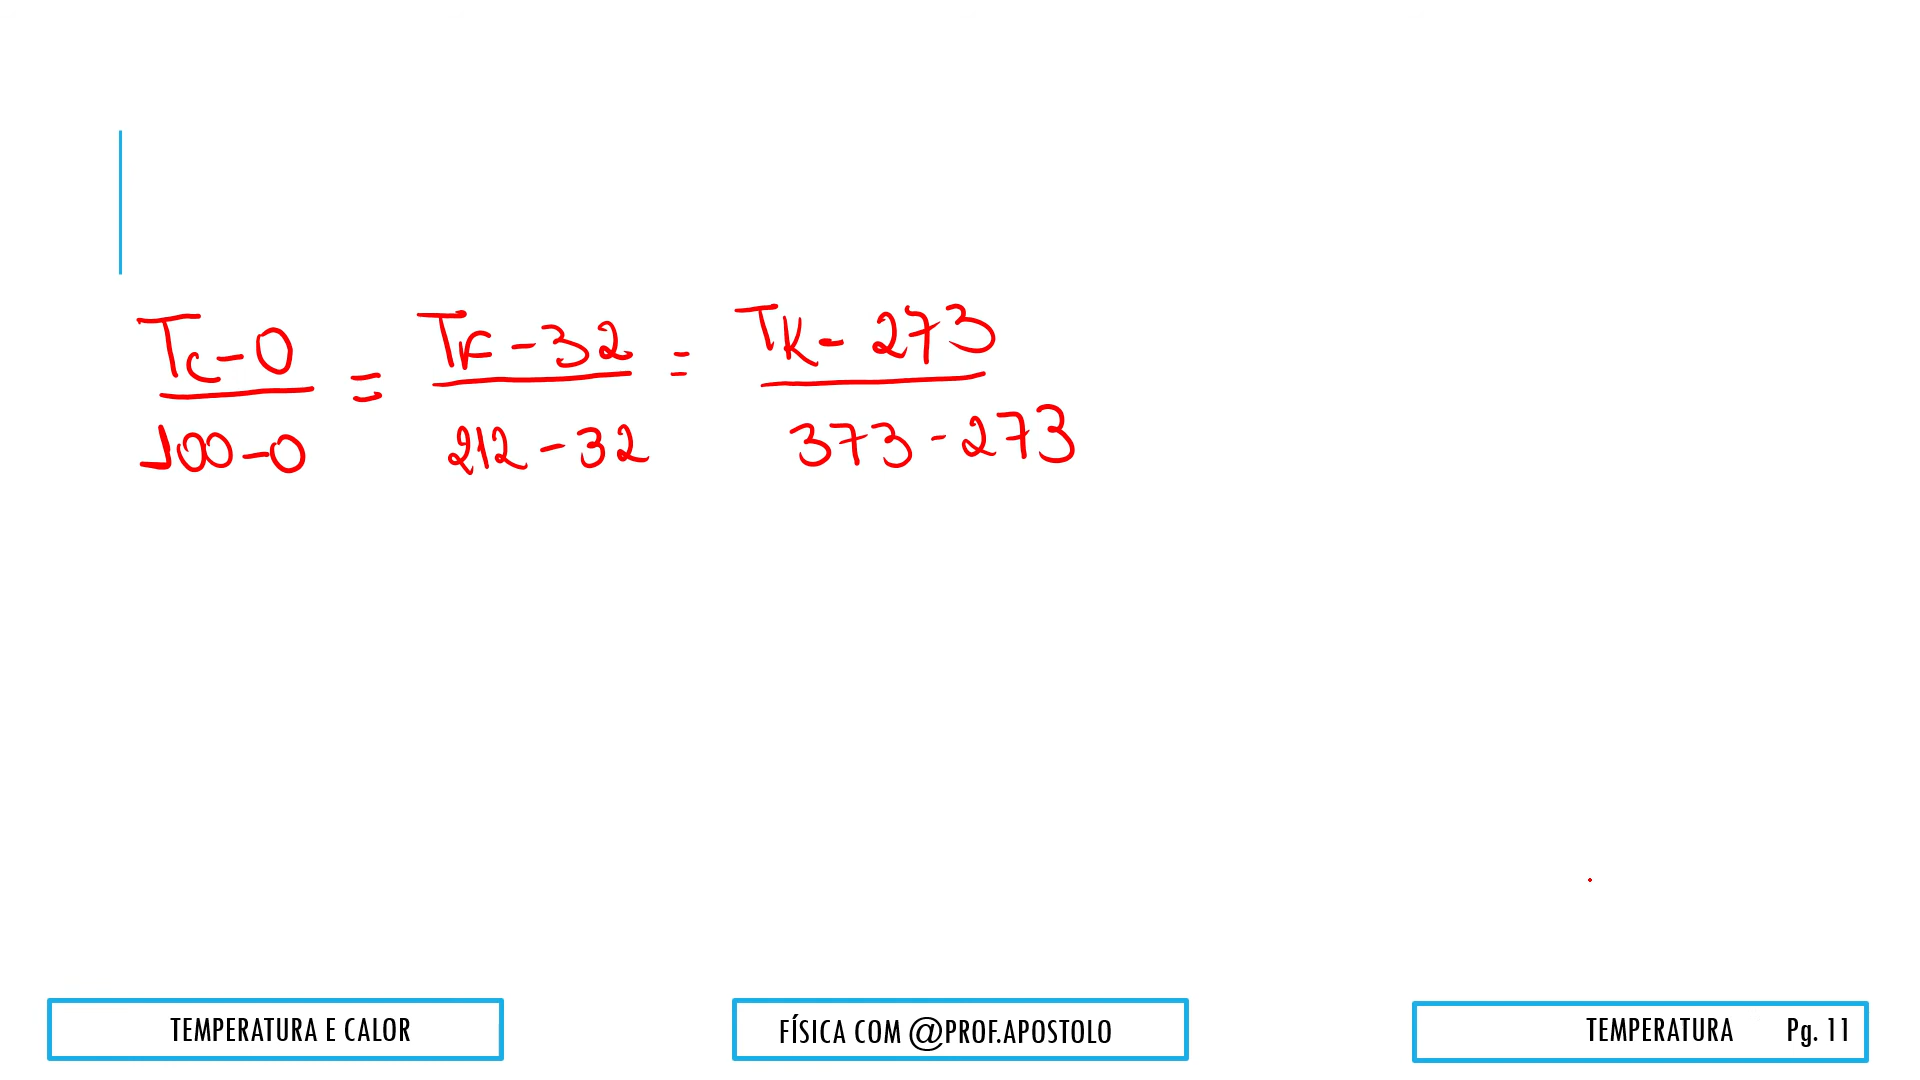 Tc-0 = TF-32 = TK-273
100-0 212-32 373-273
TEMPERATURA E CALOR
FÍSICA COM @PROF.APOSTOLO
TEMPERATURA Pg. 11